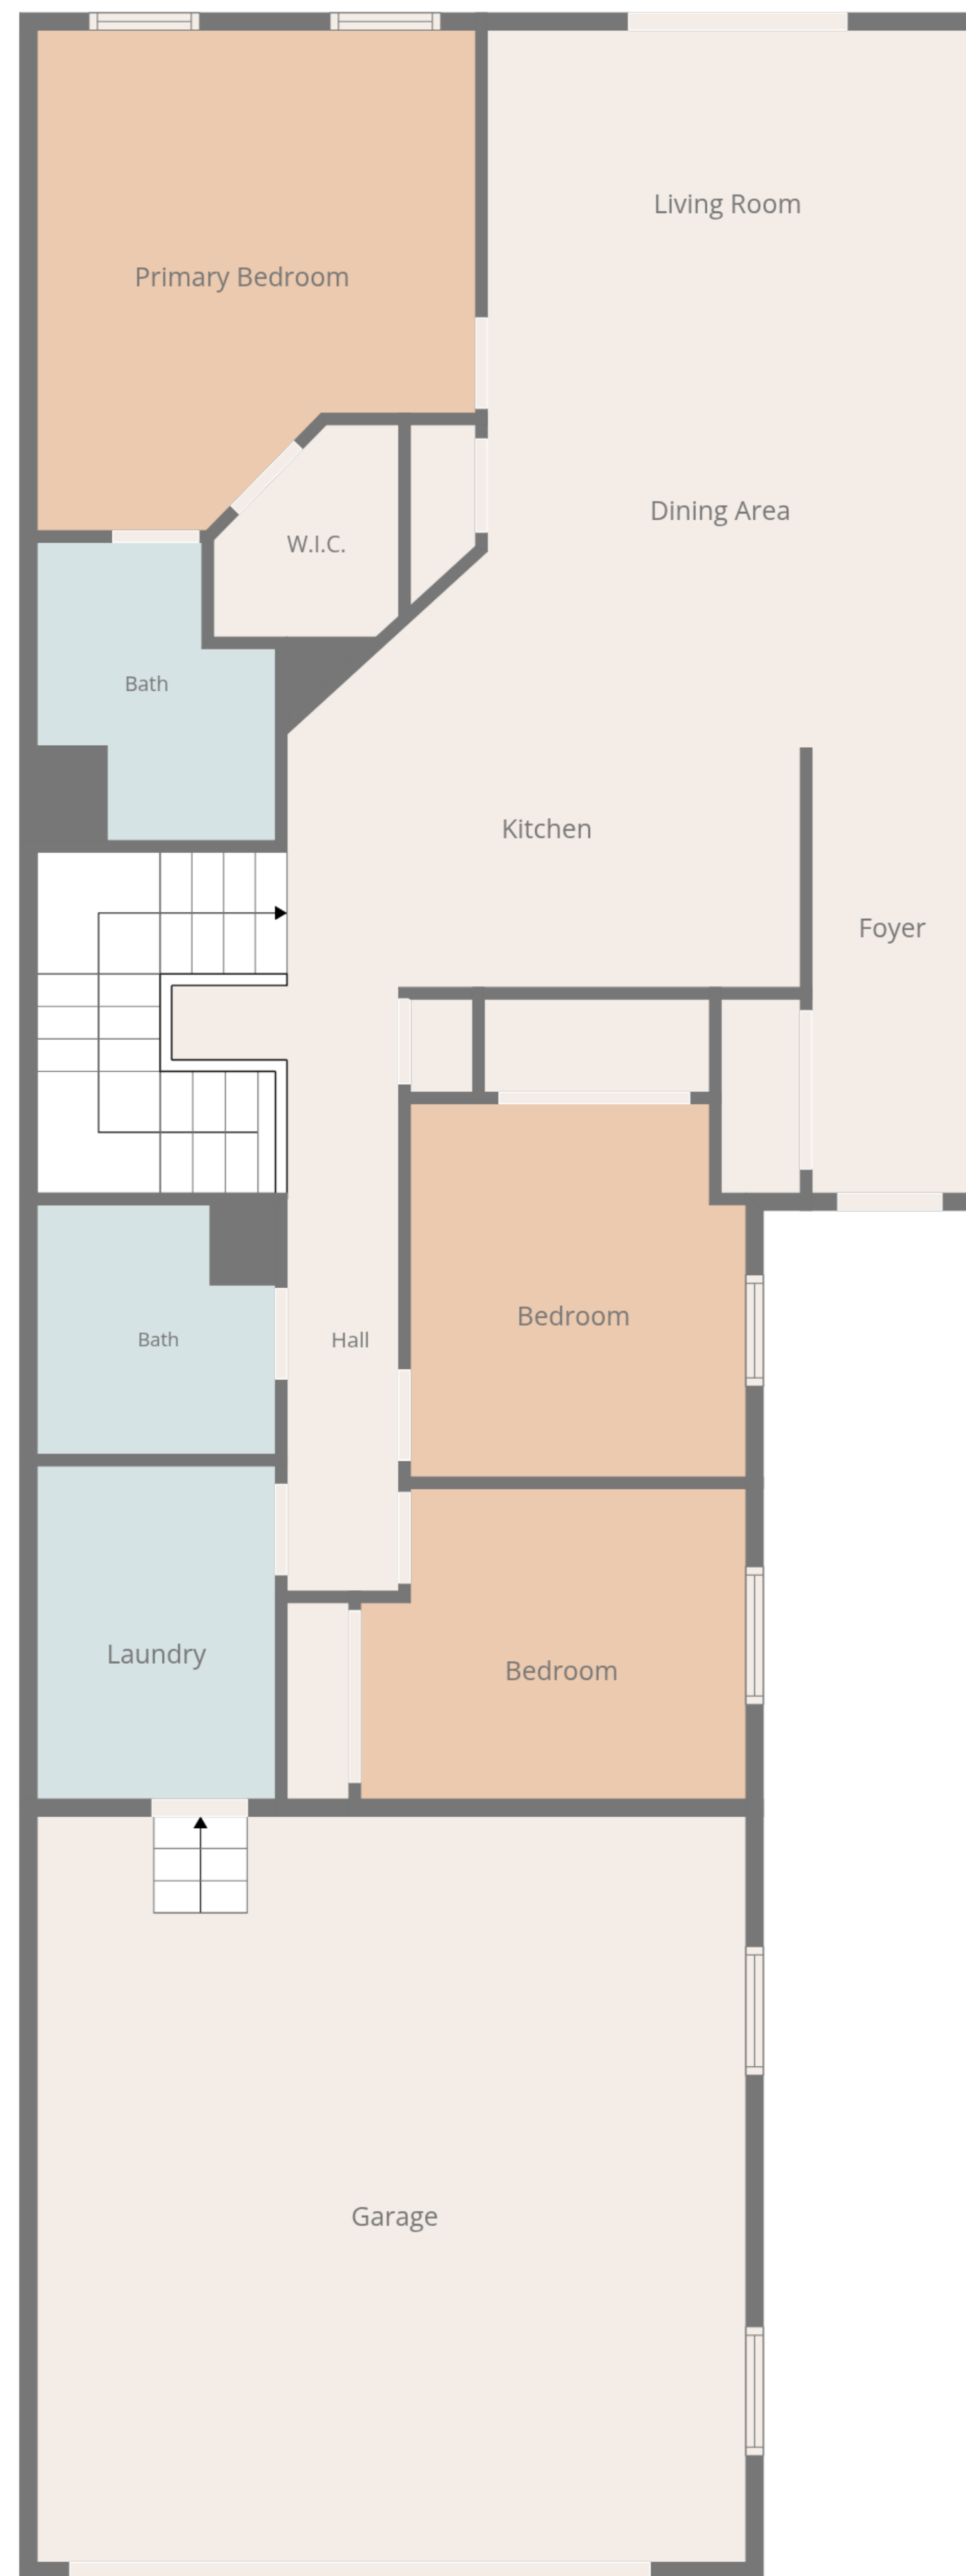 Living Room
Primary Bedroom
Dining Area
W.I.C.
Bath
Kitchen
Foyer
Bedroom
Bath
Hall
Laundry
Bedroom
Garage